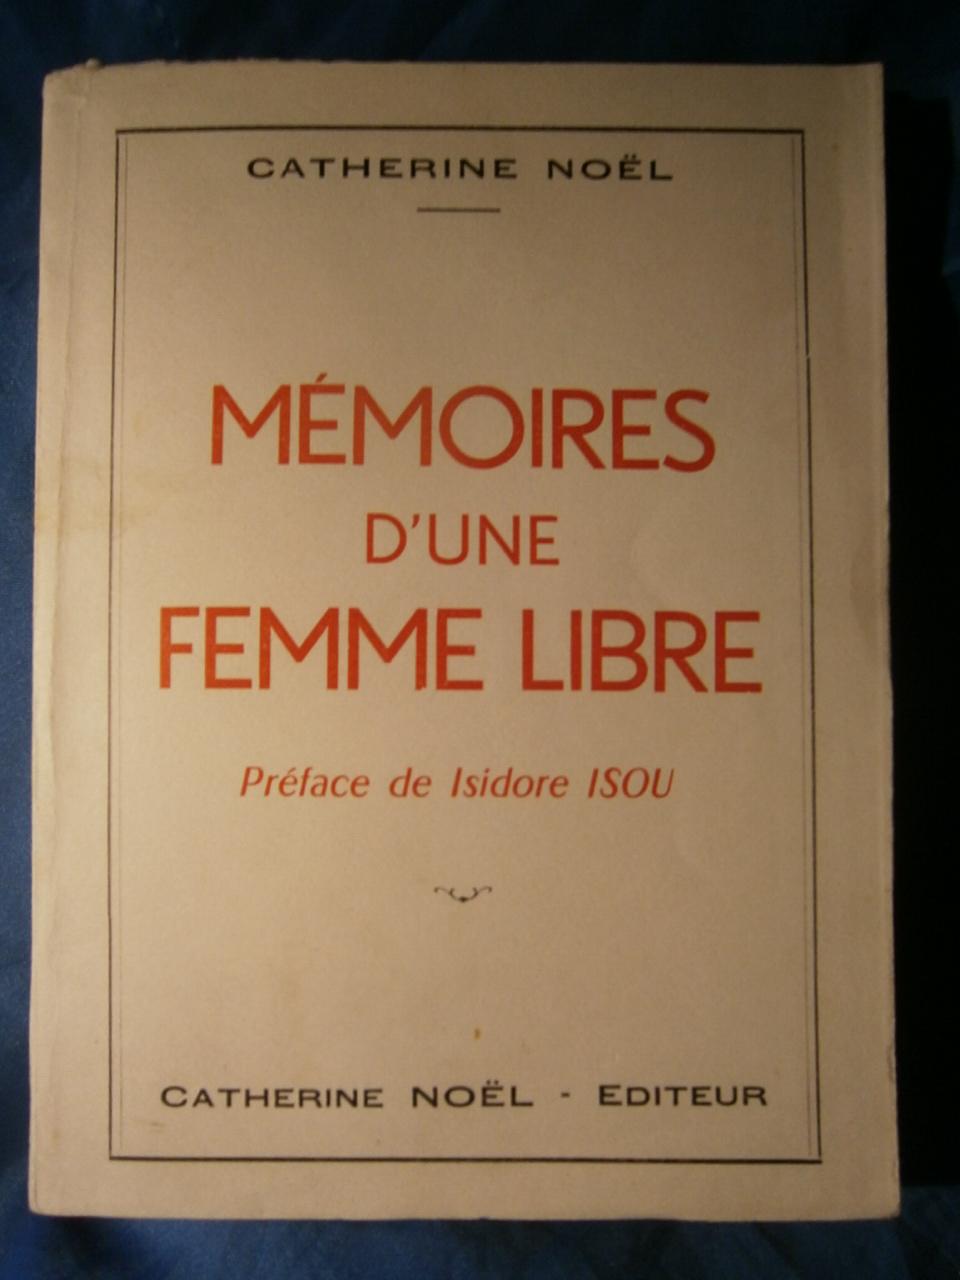 CATHERINE NOËL
MÉMOIRES
D'UNE
FEMME LIBRE
Préface de Isidore ISOU
CATHERINE NOËL - EDITEUR